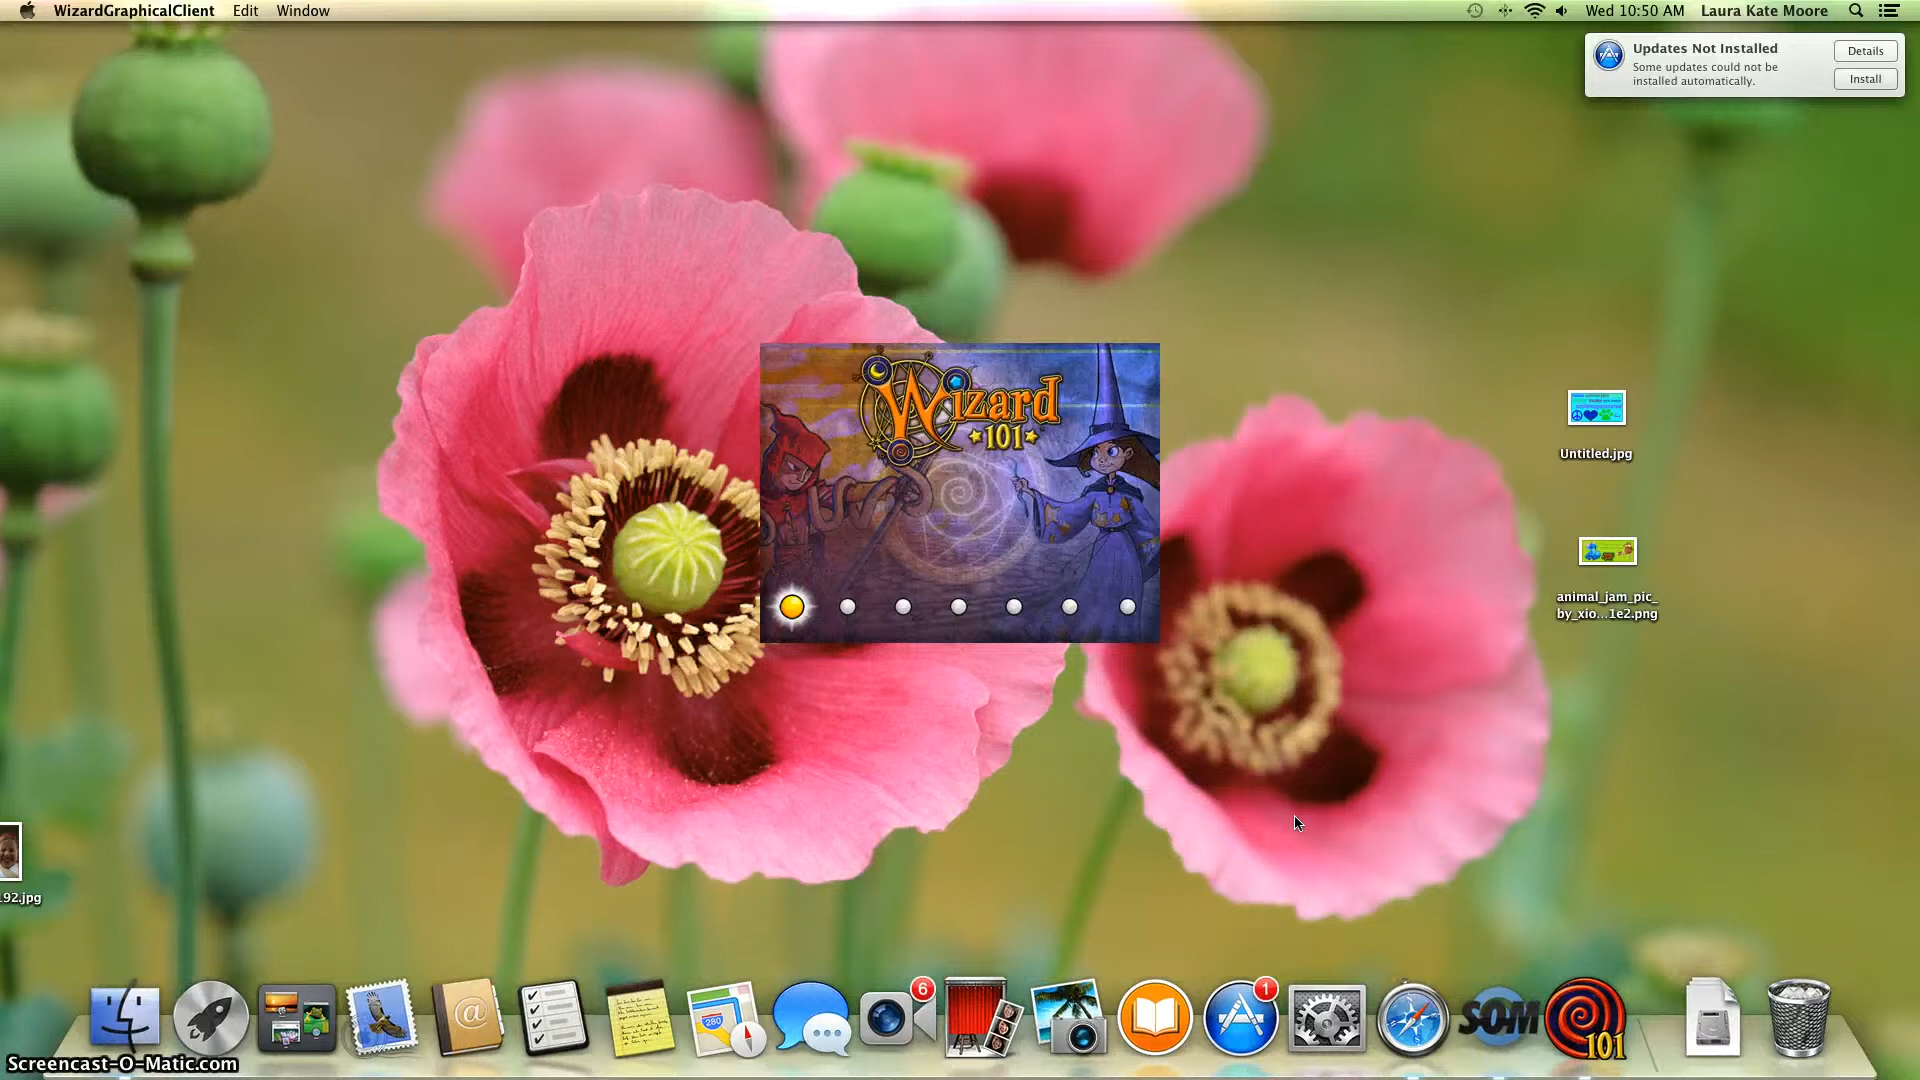 WizardGraphicalClient Edit Window
Wed 10:50 AM Laura Kate Moore
Updates Not Installed
Some updates could not be
installed automatically.
Details
Install
Wizard
101
Untitled.jpg
animal_jam_pic_
by_xio...1e2.png
192.jpg
280
6
1
SOM
101
Screencast-O-Matic.com